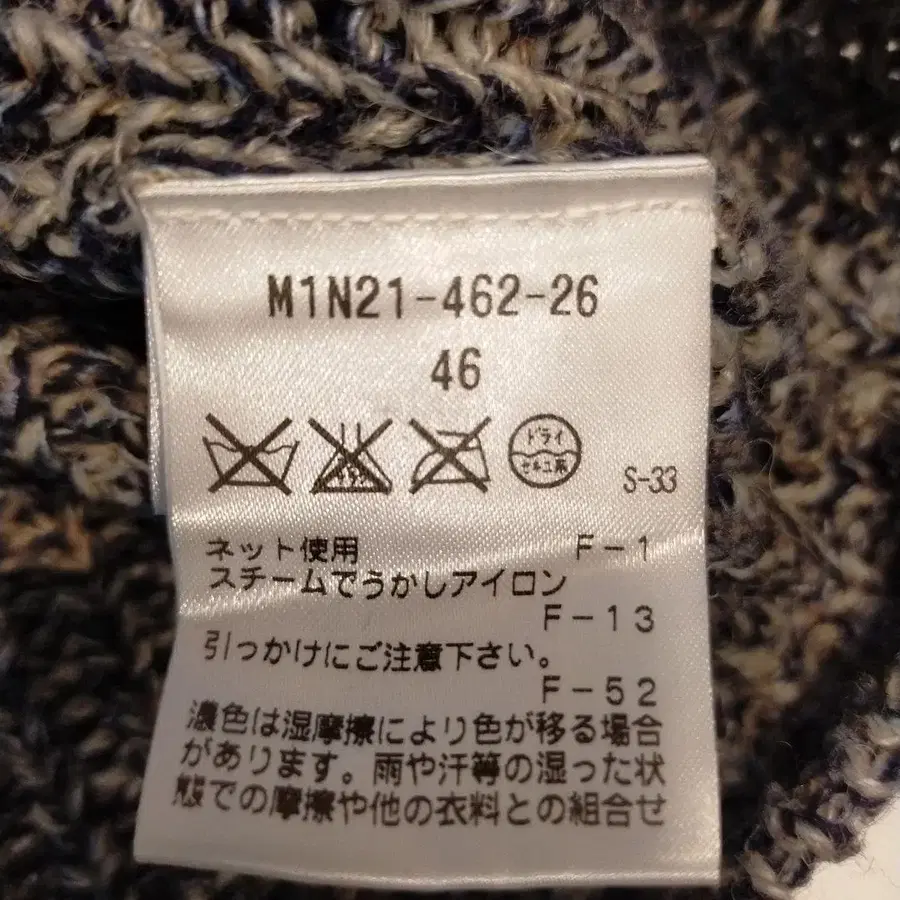 M1N21-462-26
46
ドライ
セキユ系
S-33
ネット使用 F-1
スチームでうかしアイロン
F-13
引っかけにご注意下さい。
F-52
濃色は湿摩擦により色が移る場合
があります。雨や汗等の湿った状
態での摩擦や他の衣料との組合せ